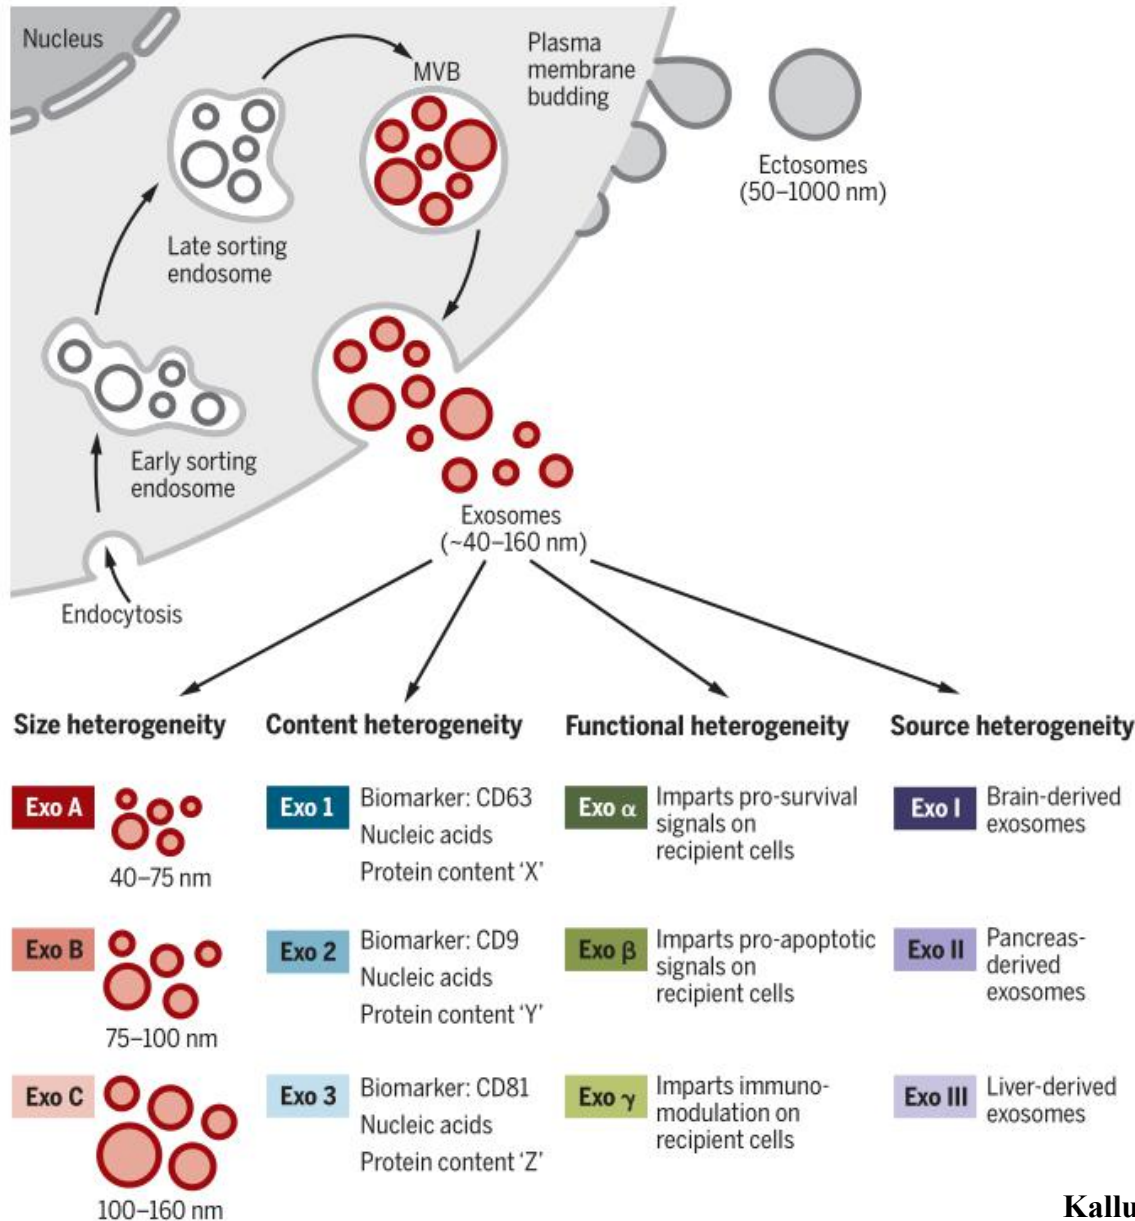 Nucleus
MVB
Plasma
membrane
budding
Ectosomes
(50–1000 nm)
Late sorting
endosome
Early sorting
endosome
Exosomes
(~40–160 nm)
Endocytosis
Size heterogeneity
Exo A
40–75 nm
Exo B
75–100 nm
Exo C
100–160 nm
Content heterogeneity
Exo 1
Biomarker: CD63
Nucleic acids
Protein content ‘X’
Exo 2
Biomarker: CD9
Nucleic acids
Protein content ‘Y’
Exo 3
Biomarker: CD81
Nucleic acids
Protein content ‘Z’
Functional heterogeneity
Exo α
Imparts pro-survival
signals on
recipient cells
Exo β
Imparts pro-apoptotic
signals on
recipient cells
Exo γ
Imparts immuno-
modulation on
recipient cells
Source heterogeneity
Exo I
Brain-derived
exosomes
Exo II
Pancreas-
derived
exosomes
Exo III
Liver-derived
exosomes
Kallu